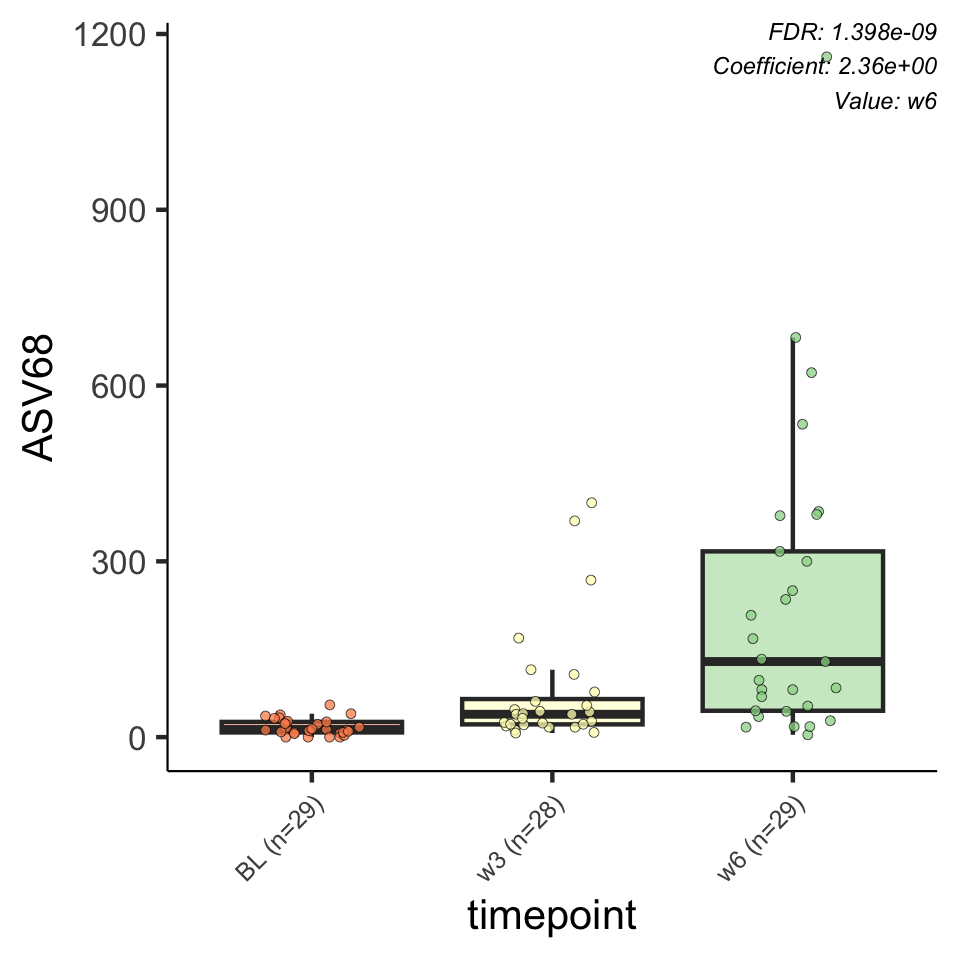 FDR: 1.398e-09
Coefficient: 2.36e+00
Value: w6
1200
900
600
300
0
ASV68
BL (n=29)
w3 (n=28)
w6 (n=29)
timepoint